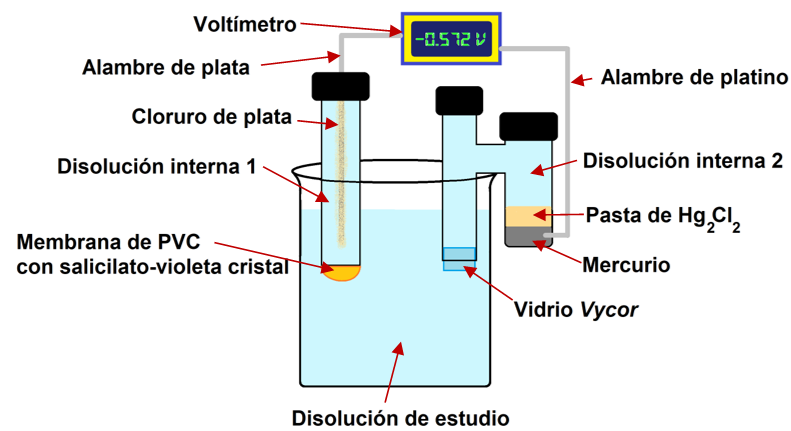 Voltímetro
-0.572 V
Alambre de plata
Alambre de platino
Cloruro de plata
Disolución interna 1
Disolución interna 2
Pasta de Hg₂Cl₂
Membrana de PVC
con salicilato-violeta cristal
Mercurio
Vidrio Vycor
Disolución de estudio